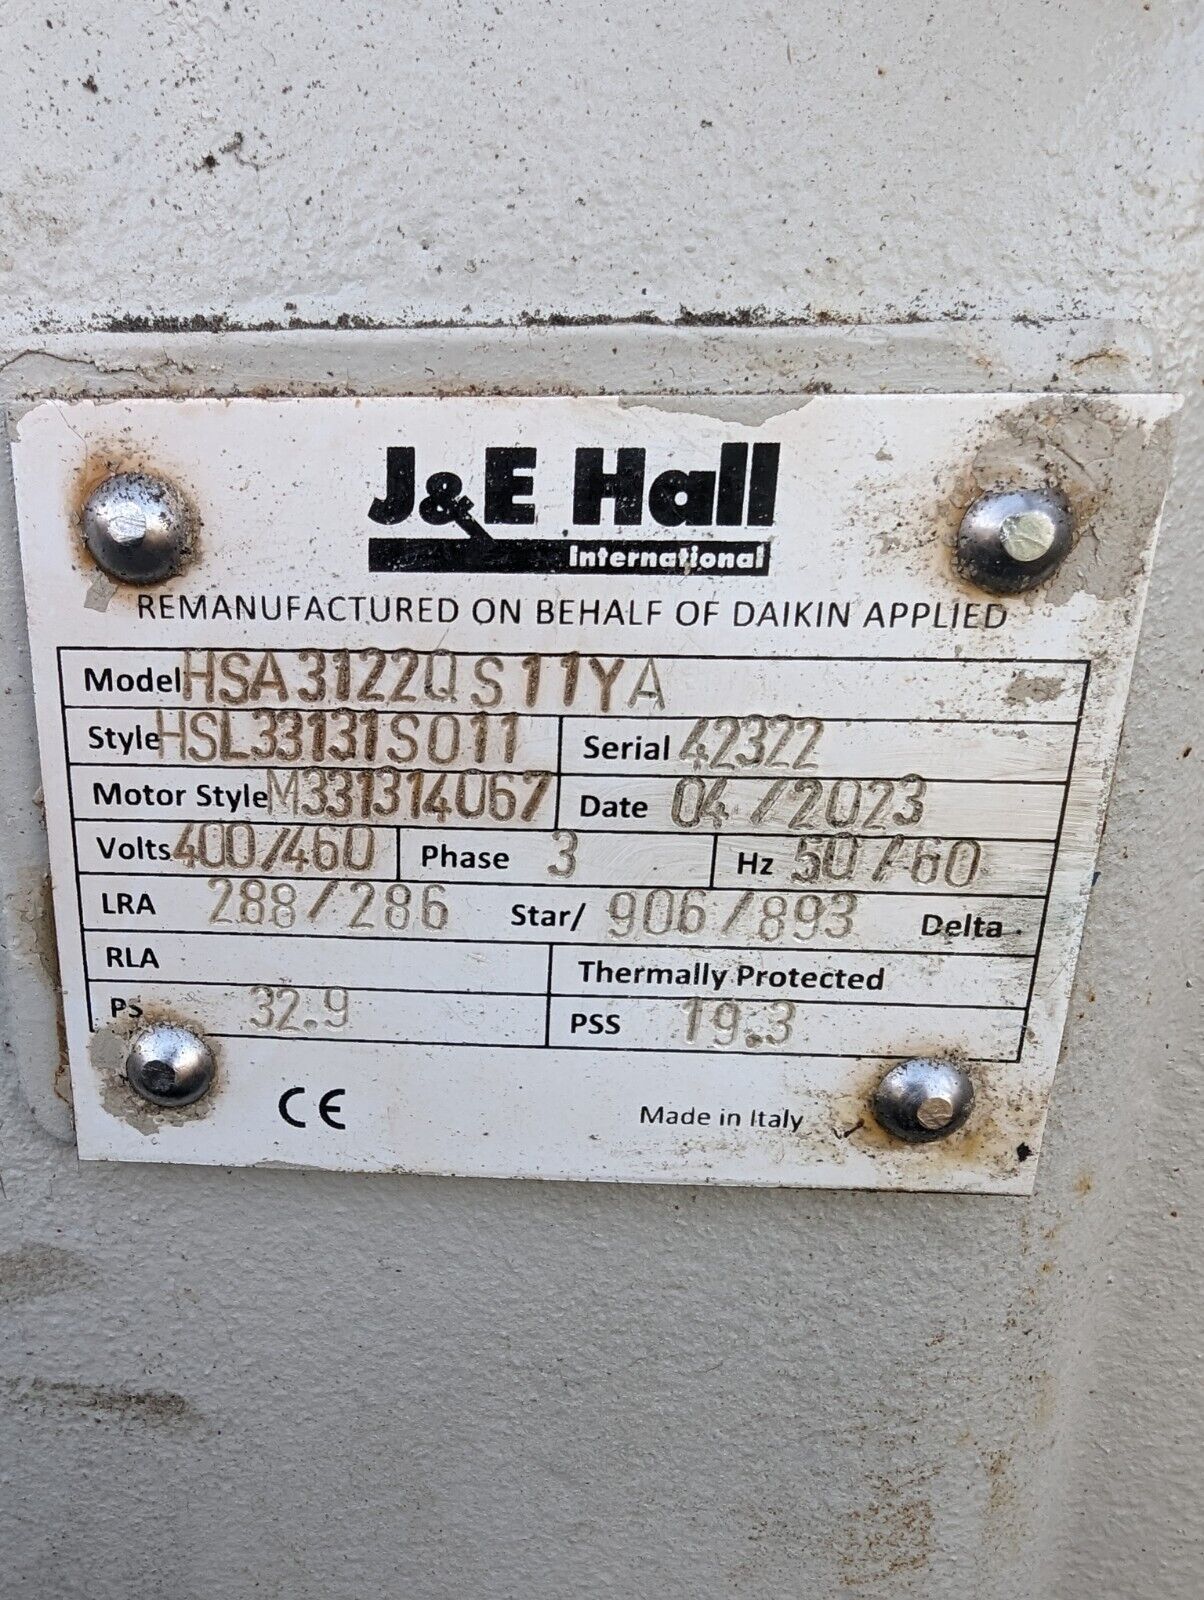 J&E Hall
International
REMANUFACTURED ON BEHALF OF DAIKIN APPLIED
Model HSA3122QS11YA
Style HSL33131S011 Serial 42322
Motor Style M331314067 Date 04/2023
Volts 400/460 Phase 3 Hz 50/60
LRA 288/286 Star/ 906/893 Delta
RLA Thermally Protected
PS 32.9 PSS 19.3
CE Made in Italy